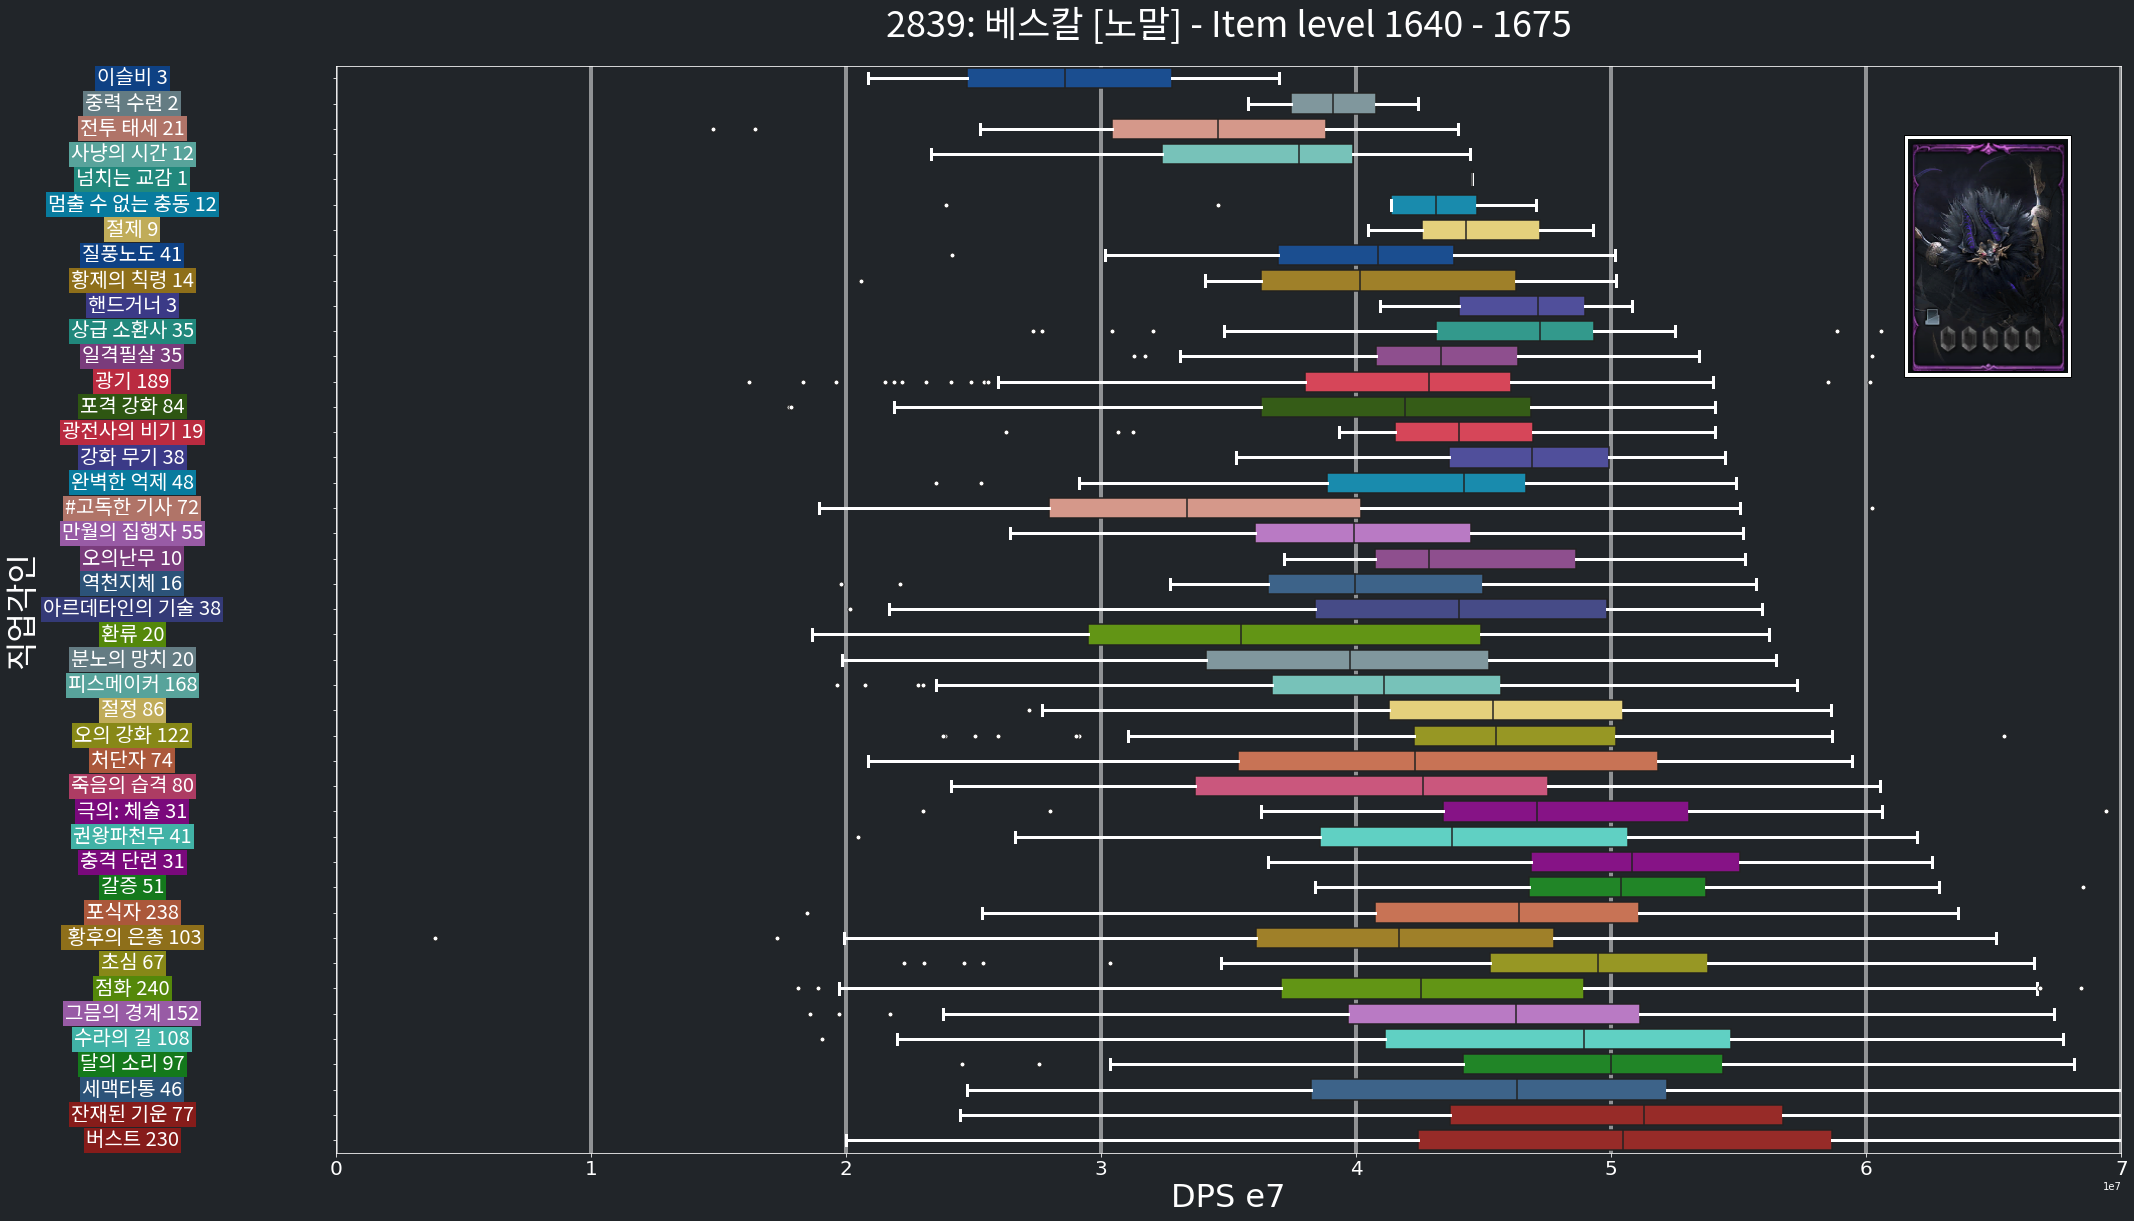 2839: 베스칼 [노말] - Item level 1640 - 1675
직업각인
이슬비 3
중력 수련 2
전투 태세 21
사냥의 시간 12
넘치는 교감 1
멈출 수 없는 충동 12
절제 9
질풍노도 41
황제의 칙령 14
핸드거너 3
상급 소환사 35
일격필살 35
광기 189
포격 강화 84
광전사의 비기 19
강화 무기 38
완벽한 억제 48
#고독한 기사 72
만월의 집행자 55
오의난무 10
역천지체 16
아르데타인의 기술 38
환류 20
분노의 망치 20
피스메이커 168
절정 86
오의 강화 122
처단자 74
죽음의 습격 80
극의: 체술 31
권왕파천무 41
충격 단련 31
갈증 51
포식자 238
황후의 은총 103
초심 67
점화 240
그믐의 경계 152
수라의 길 108
달의 소리 97
세맥타통 46
잔재된 기운 77
버스트 230
0 1 2 3 4 5 6 7
1e7
DPS e7